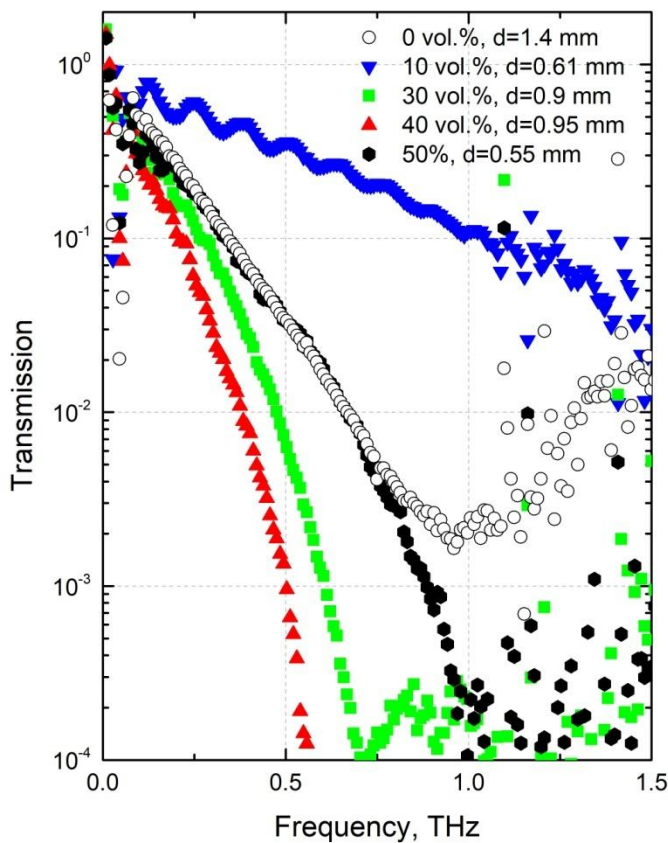 0 vol.%, d=1.4 mm
10 vol.%, d=0.61 mm
30 vol.%, d=0.9 mm
40 vol.%, d=0.95 mm
50%, d=0.55 mm
Transmission
10⁰
10⁻¹
10⁻²
10⁻³
10⁻⁴
0.0 0.5 1.0 1.5
Frequency, THz